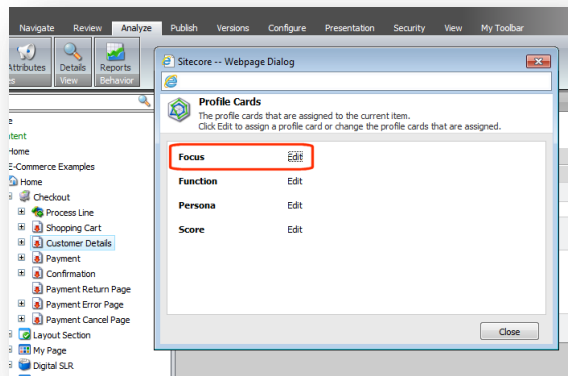 Navigate Review Analyze Publish Versions Configure Presentation Security View My Toolbar
Attributes Details Reports
View Behavior
Sitecore -- Webpage Dialog
Profile Cards
The profile cards that are assigned to the current item.
Click Edit to assign a profile card or change the profile cards that are assigned.
Focus Edit
Function Edit
Persona Edit
Score Edit
Close
Home
E-Commerce Examples
Home
Checkout
Process Line
Shopping Cart
Customer Details
Payment
Confirmation
Payment Return Page
Payment Error Page
Payment Cancel Page
Layout Section
My Page
Digital SLR